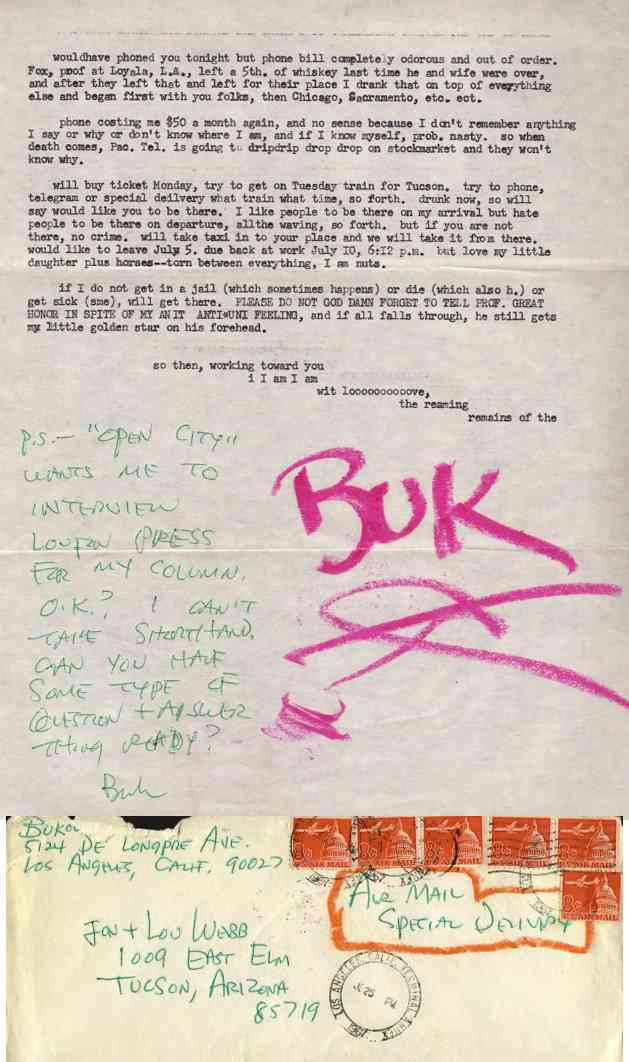 wouldhave phoned you tonight but phone bill completely odorous and out of order.
Fox, poof at Loyala, L.A., left a 5th. of whiskey last time he and wife were over,
and after they left that and left for their place I drank that on top of everything
else and began first with you folks, then Chicago, Sacramento, etc. ect.
phone costing me $50 a month again, and no sense because I don't remember anything
I say or why or don't know where I am, and if I know myself, prob. nasty. so when
death comes, Pac. Tel. is going to dripdrip drop drop on stockmarket and they won't
know why.
will buy ticket Monday, try to get on Tuesday train for Tucson. try to phone,
telegram or special deilvery what train what time, so forth. drunk now, so will
say would like you to be there. I like people to be there on my arrival but hate
people to be there on departure, allthe waving, so forth. but if you are not
there, no crime. will take taxi in to your place and we will take it from there.
would like to leave July 5. due back at work July 10, 6:12 p.m. but love my little
daughter plus horses--torn between everything, I am nuts.
if I do not get in a jail (which sometimes happens) or die (which also h.) or
get sick (sme), will get there. PLEASE DO NOT GOD DAMN FORGET TO TELL PROF. GREAT
HONOR IN SPITE OF MY ANIT ANTI-UNI FEELING, and if all falls through, he still gets
my little golden star on his forehead.
so then, working toward you
i I am I am
wit looooooooooove,
the reaming
remains of the
BUK
P.S.— "OPEN CITY"
WANTS ME TO
INTERVIEW
LOUJON PRESS
FOR MY COLUMN.
O.K.? I CAN'T
TAKE SHORTHAND.
CAN YOU HAVE
SOME TYPE OF
QUESTION + ANSWER
THING READY?
Buk
BUKOW
5124 DE LONGPRE AVE.
LOS ANGELES, CALIF. 90027
AIR MAIL
SPECIAL DELIVERY
JON + LOU WEBB
1009 EAST ELM
TUCSON, ARIZONA
85719
LOS ANGELES, CALIF. TERMINAL ANNEX
25 PM